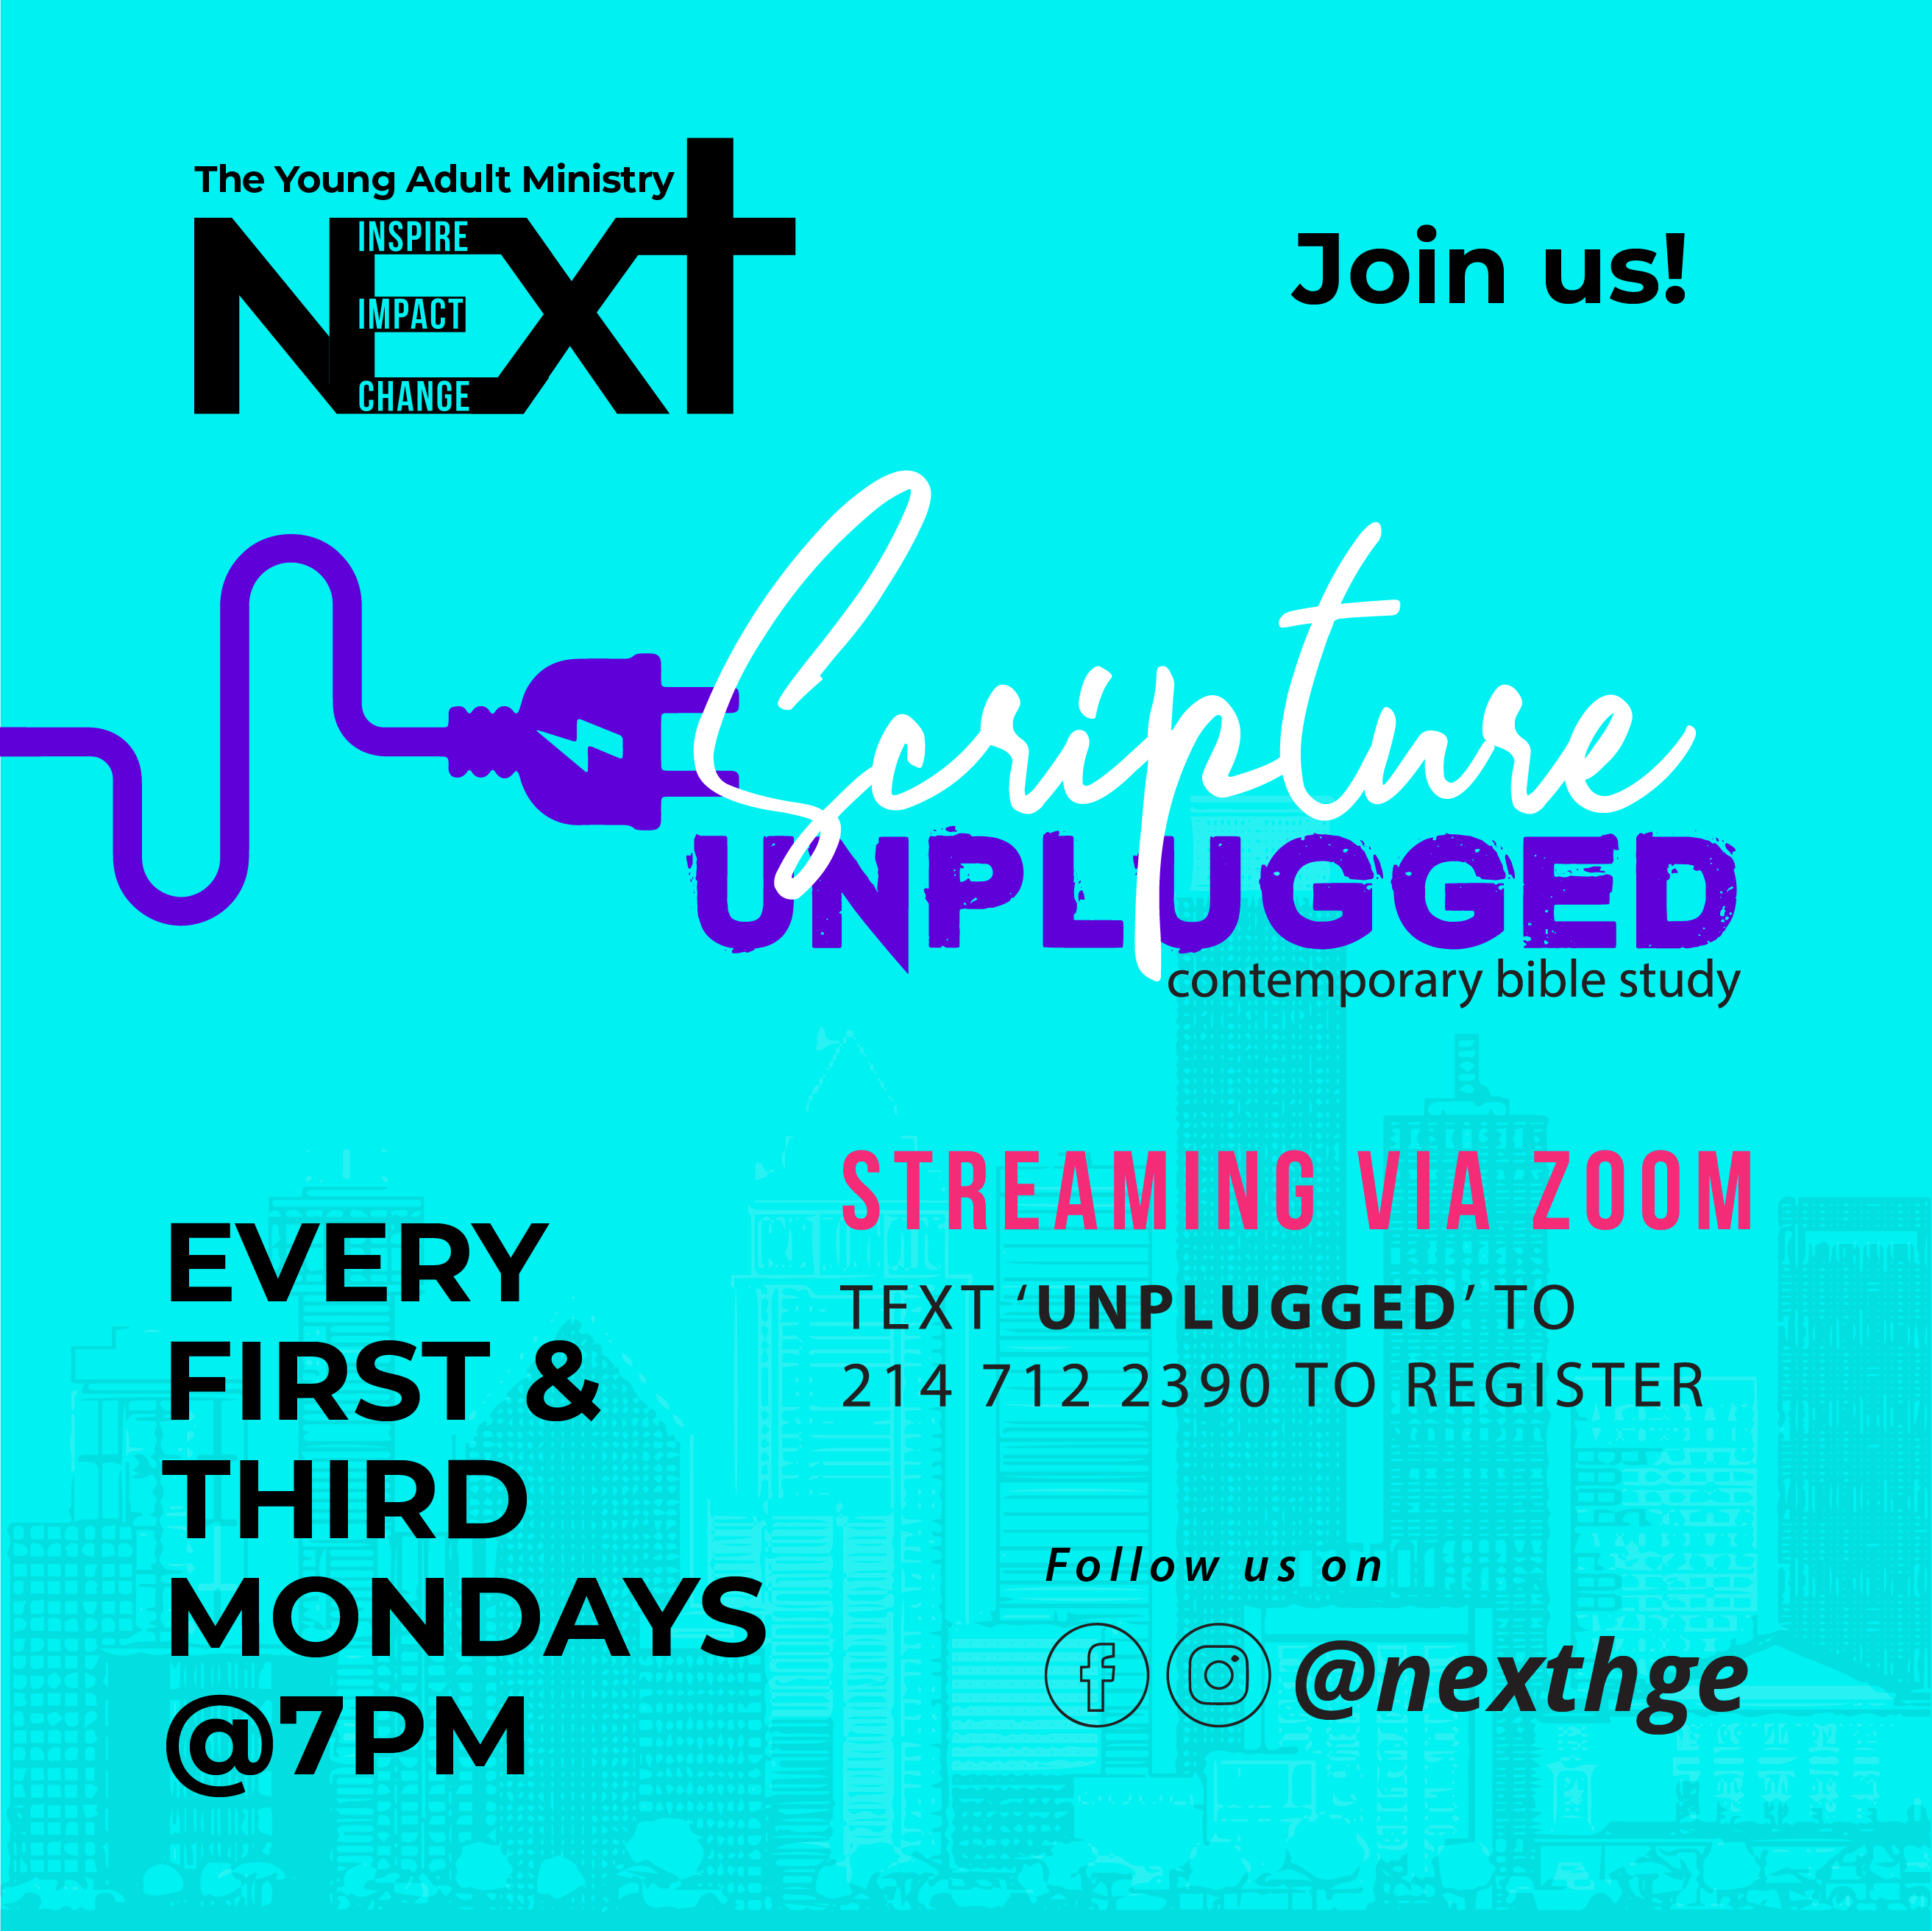 The Young Adult Ministry
NEXT
INSPIRE
IMPACT
CHANGE
Join us!
Scripture
UNPLUGGED
contemporary bible study
EVERY
FIRST &
THIRD
MONDAYS
@7PM
STREAMING VIA ZOOM
TEXT ‘UNPLUGGED’ TO
214 712 2390 TO REGISTER
Follow us on
@nexthge